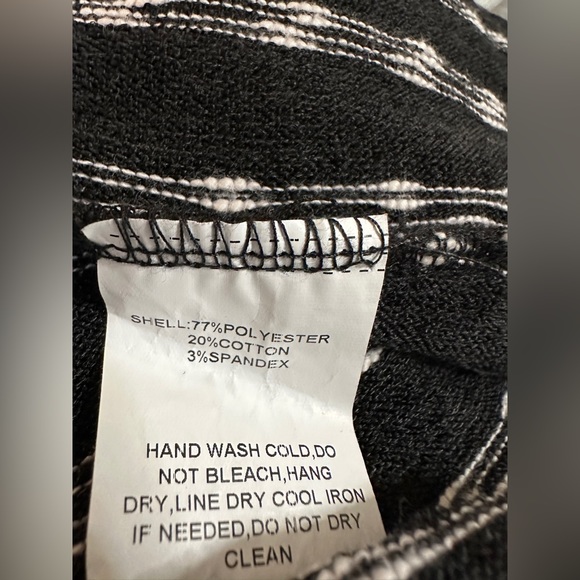 SHELL:77%POLYESTER
20%COTTON
3%SPANDEX
HAND WASH COLD,DO
NOT BLEACH,HANG
DRY,LINE DRY COOL IRON
IF NEEDED,DO NOT DRY
CLEAN